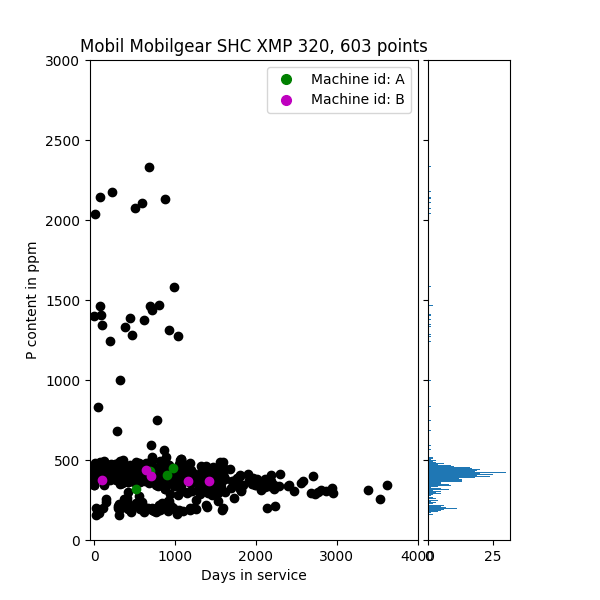 Mobil Mobilgear SHC XMP 320, 603 points
Machine id: A
Machine id: B
3000
2500
2000
1500
1000
500
0
P content in ppm
0
1000
2000
3000
4000
0
25
Days in service